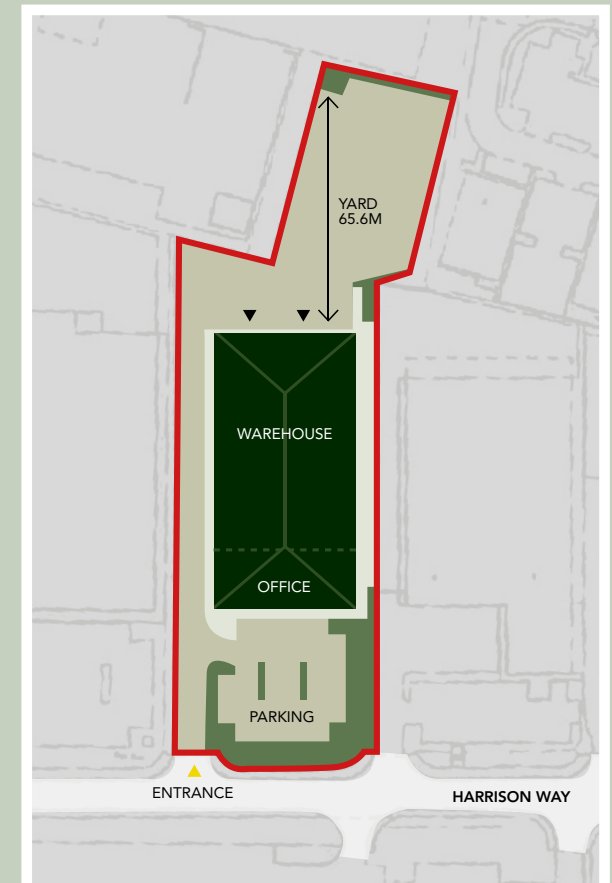 YARD
65.6M
WAREHOUSE
OFFICE
PARKING
ENTRANCE
HARRISON WAY